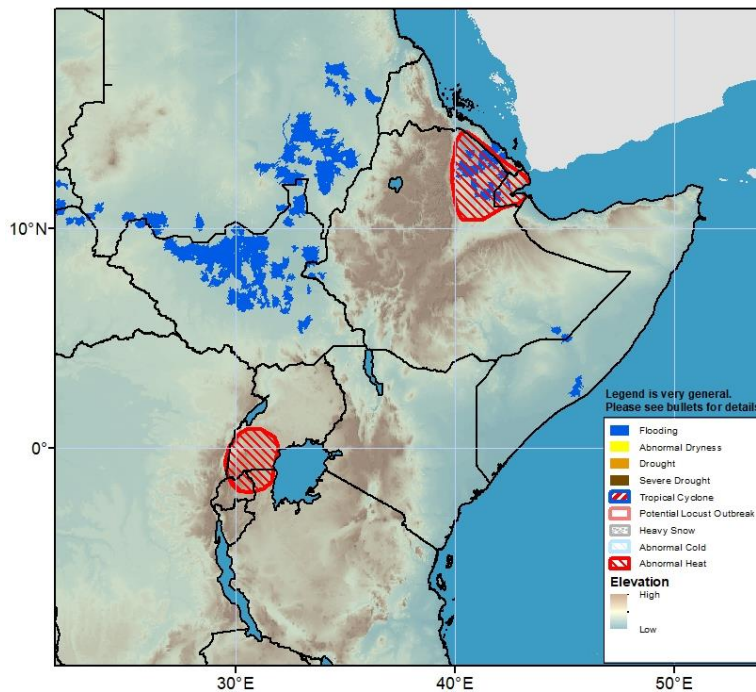 10°N
0°
30°E
40°E
50°E
Legend is very general.
Please see bullets for details
Flooding
Abnormal Dryness
Drought
Severe Drought
Tropical Cyclone
Potential Locust Outbreak
Heavy Snow
Abnormal Cold
Abnormal Heat
Elevation
High
Low